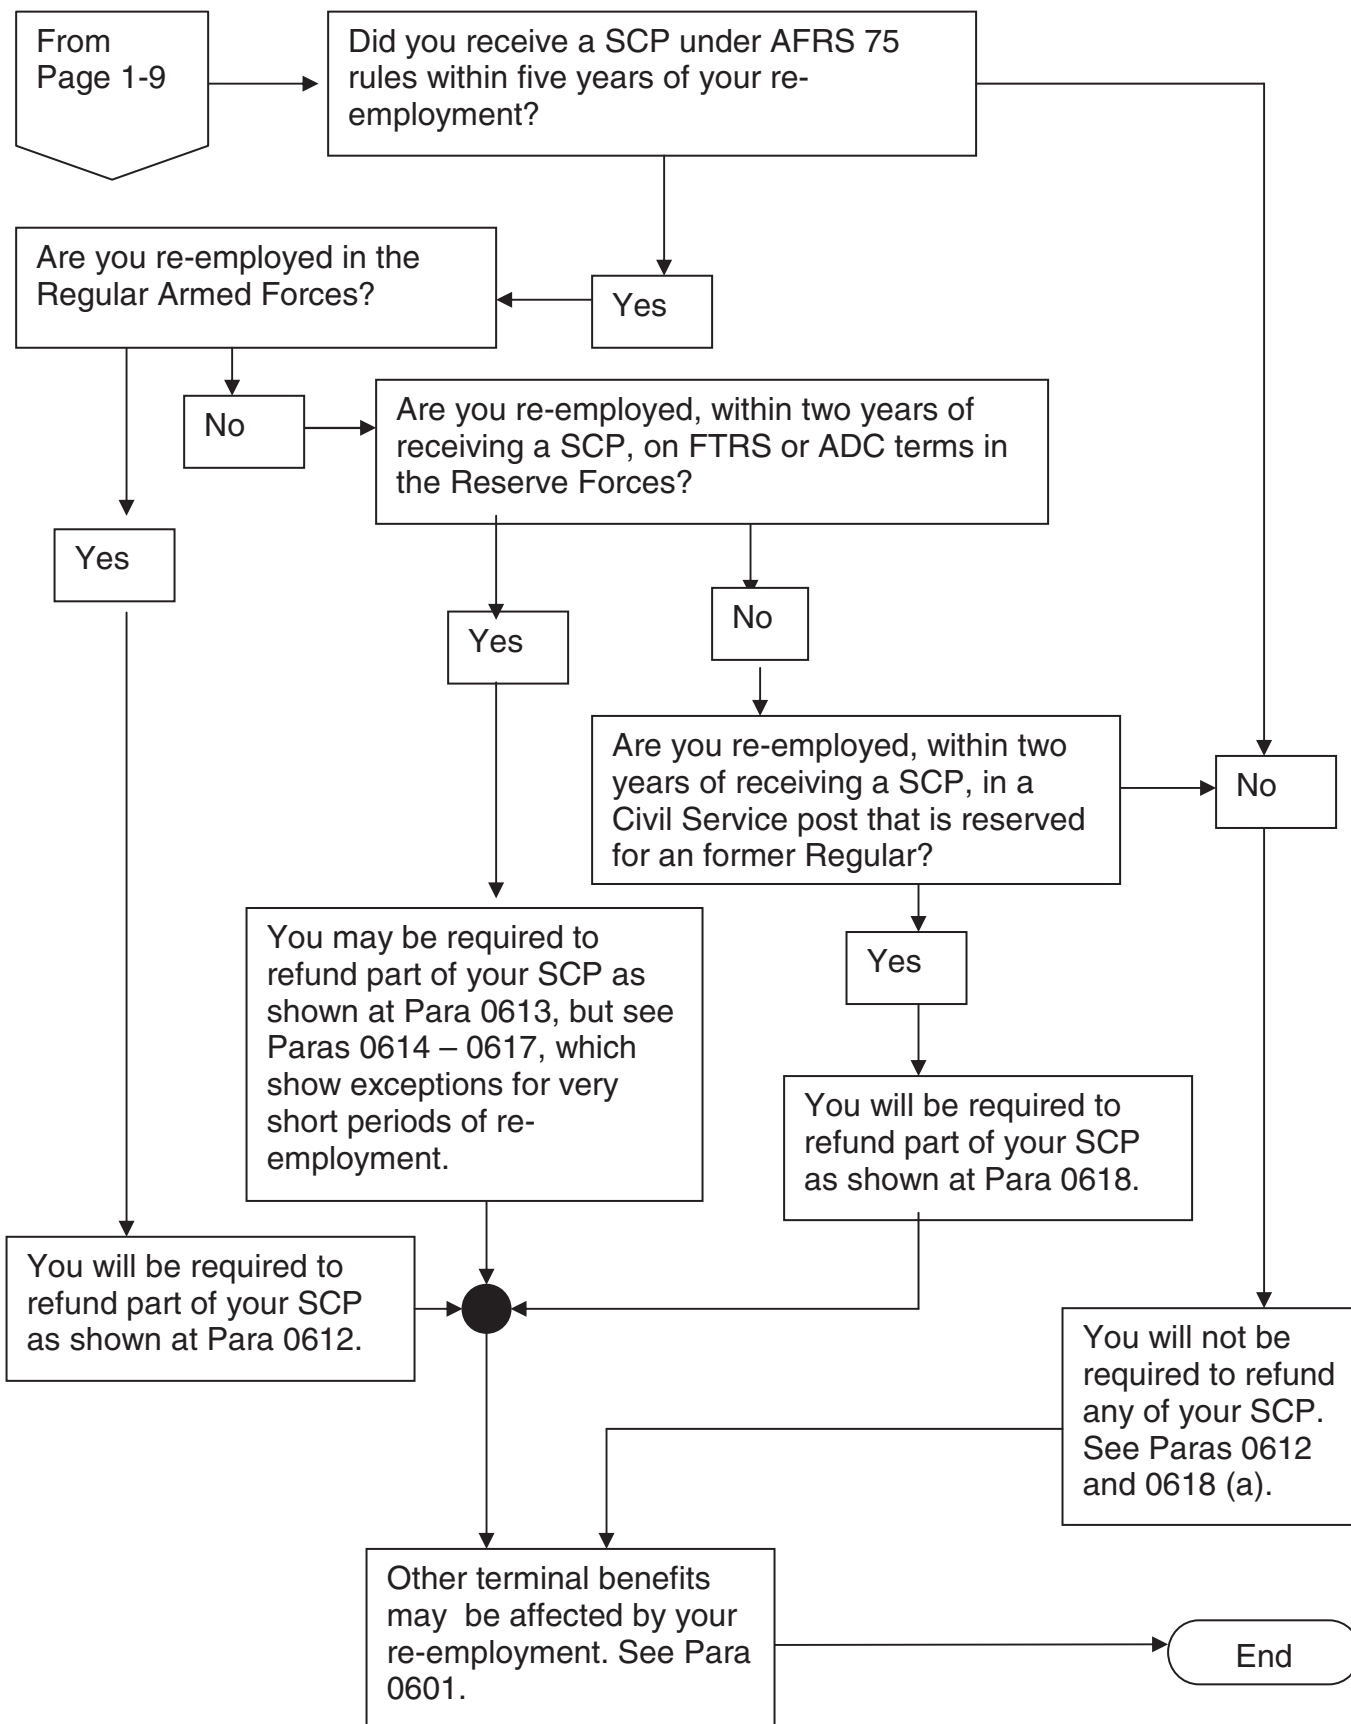 From
Page 1-9
Did you receive a SCP under AFRS 75
rules within five years of your re-
employment?
Are you re-employed in the
Regular Armed Forces?
Yes
No
Are you re-employed, within two years of
receiving a SCP, on FTRS or ADC terms in
the Reserve Forces?
Yes
Yes
No
Are you re-employed, within two
years of receiving a SCP, in a
Civil Service post that is reserved
for an former Regular?
No
You may be required to
refund part of your SCP as
shown at Para 0613, but see
Paras 0614 – 0617, which
show exceptions for very
short periods of re-
employment.
Yes
You will be required to
refund part of your SCP
as shown at Para 0618.
You will be required to
refund part of your SCP
as shown at Para 0612.
You will not be
required to refund
any of your SCP.
See Paras 0612
and 0618 (a).
Other terminal benefits
may  be affected by your
re-employment. See Para
0601.
End